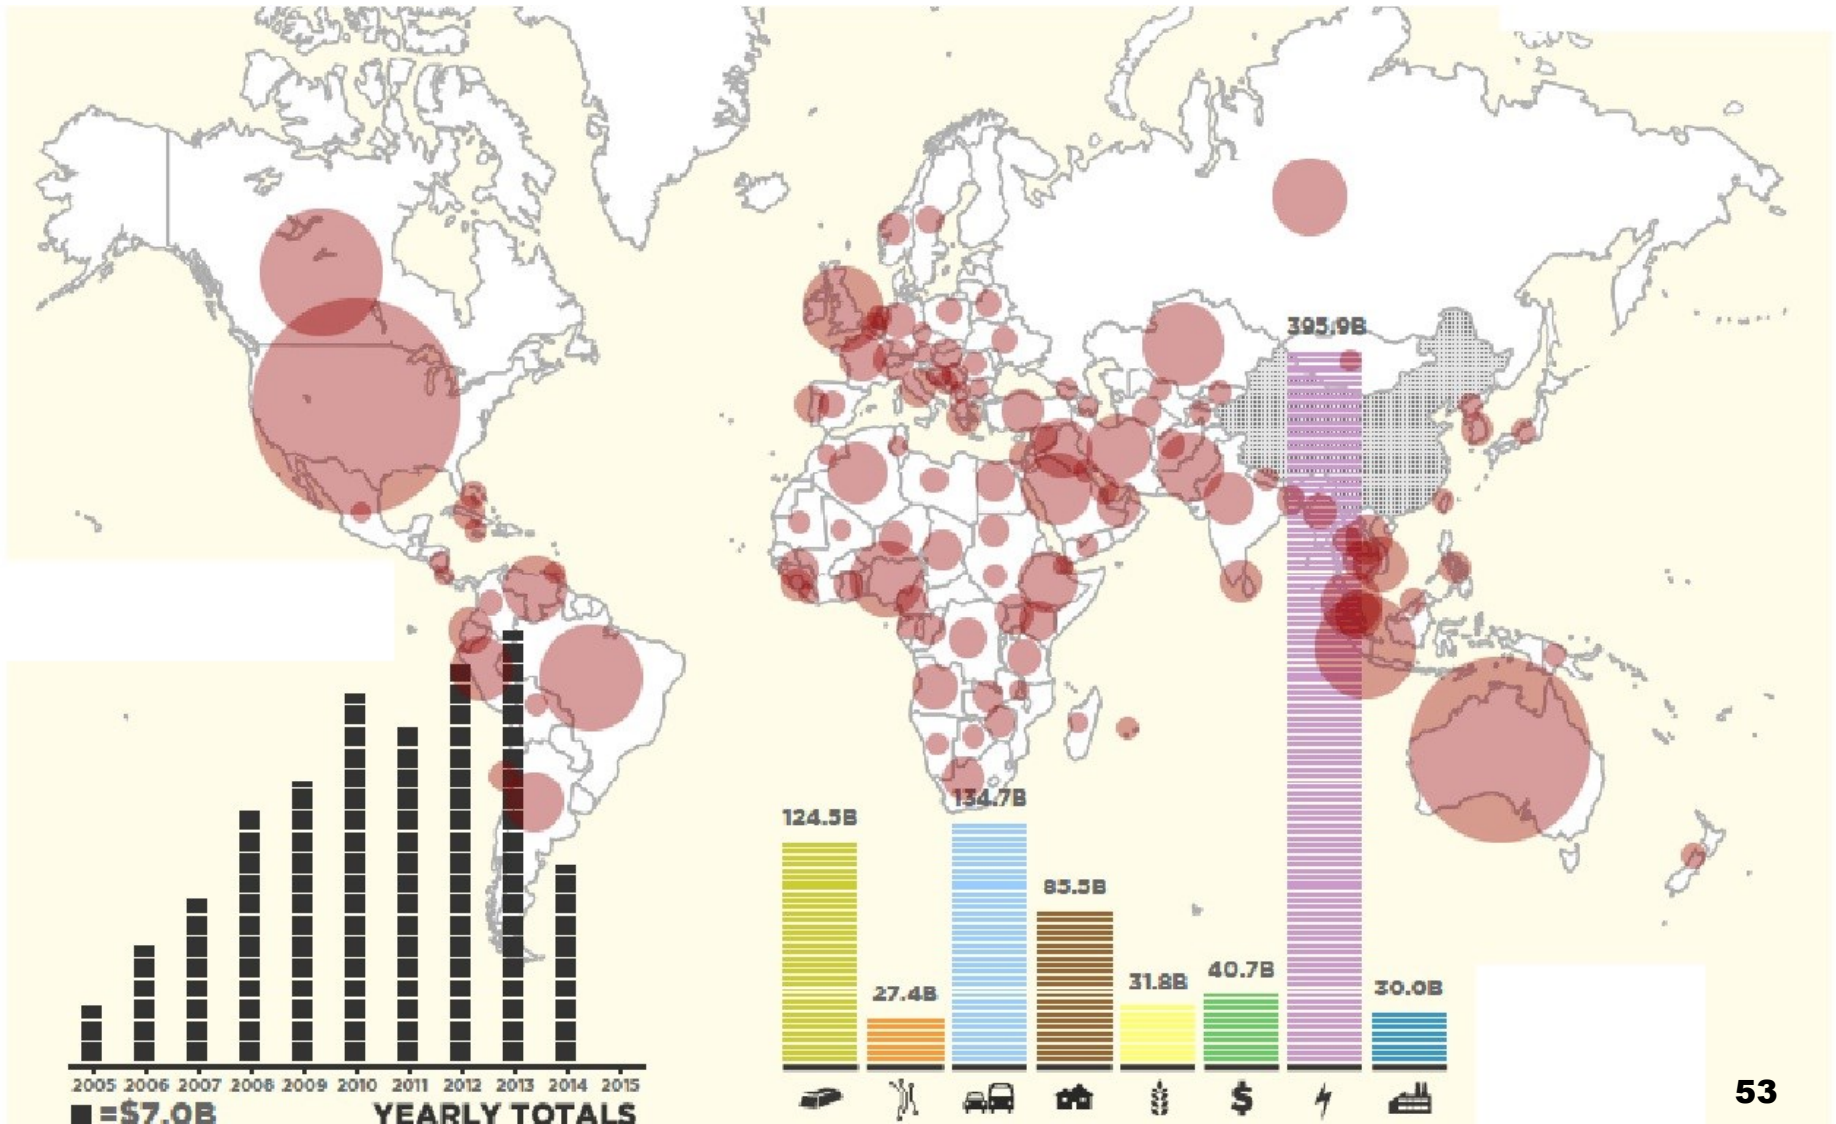 395.9B
134.7B
124.5B
85.5B
40.7B
31.8B
30.0B
27.4B
2005 2006 2007 2008 2009 2010 2011 2012 2013 2014 2015
=$7.0B YEARLY TOTALS
$
53